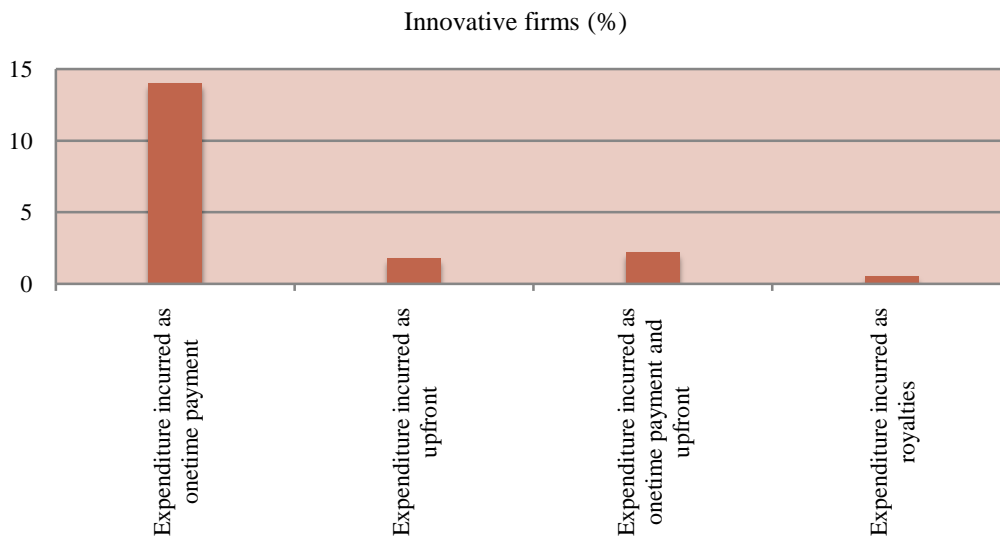 Innovative firms (%)
15
10
5
0
Expenditure incurred as
onetime payment
Expenditure incurred as
upfront
Expenditure incurred as
onetime payment and
upfront
Expenditure incurred as
royalties